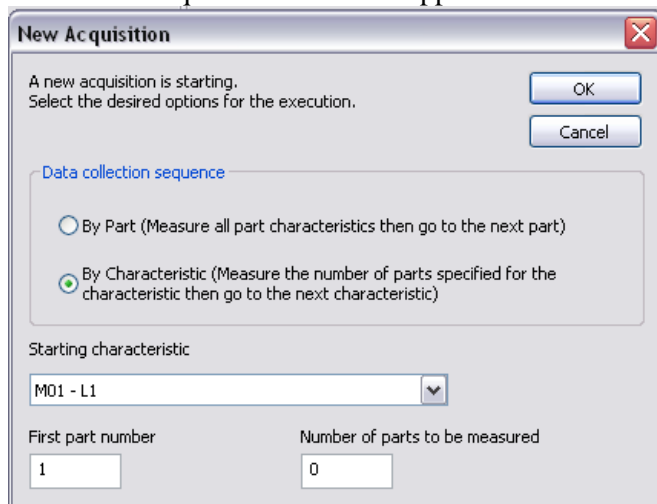 New Acquisition
A new acquisition is starting.
Select the desired options for the execution.
OK
Cancel
Data collection sequence
By Part (Measure all part characteristics then go to the next part)
By Characteristic (Measure the number of parts specified for the
characteristic then go to the next characteristic)
Starting characteristic
M01 - L1
First part number
Number of parts to be measured
1
0